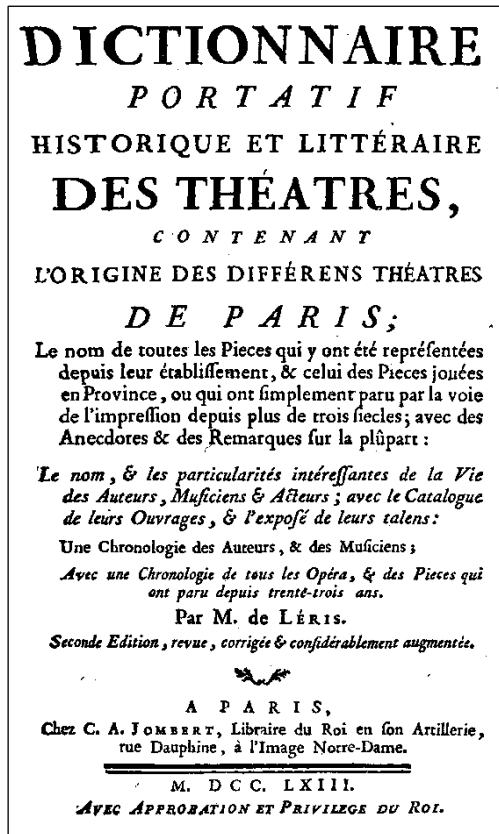 DICTIONNAIRE
PORTATIF
HISTORIQUE ET LITTÉRAIRE
DES THÉATRES,
CONTENANT
L'ORIGINE DES DIFFÉRENS THÉATRES
DE PARIS;
Le nom de toutes les Pieces qui y ont été repréſentées
depuis leur établiſſement, & celui des Pieces jouées
en Province, ou qui ont ſimplement paru par la voie
de l'impreſſion depuis plus de trois ſiecles; avec des
Anecdores & des Remarques ſur la plûpart:
Le nom, & les particularités intéreſſantes de la Vie
des Auteurs, Muſiciens & Acteurs; avec le Catalogue
de leurs Ouvrages, & l'expoſé de leurs talens:
Une Chronologie des Auteurs, & des Muſiciens;
Avec une Chronologie de tous les Opéra, & des Pieces qui
ont paru depuis trente-trois ans.
Par M. de LÉRIS.
Seconde Edition, revue, corrigée & conſidérablement augmentée.
A PARIS,
Chez C. A. JOMBERT, Libraire du Roi en ſon Artillerie,
rue Dauphine, à l'Image Notre-Dame.
M. DCC. LXIII.
AVEC APPROBATION ET PRIVILEGE DU ROI.